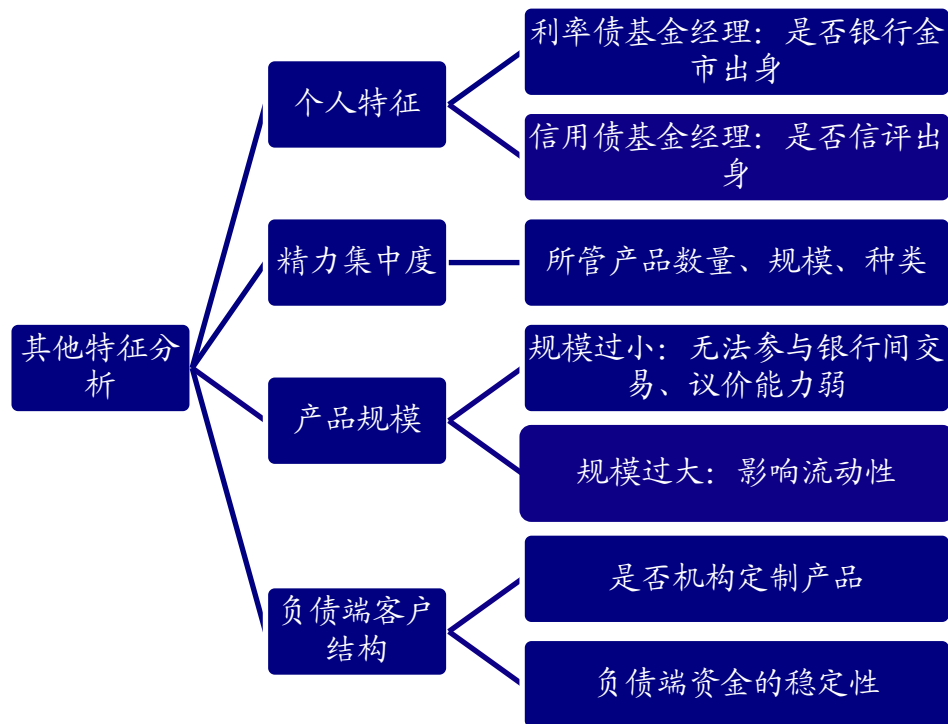 其他特征分
析
个人特征
利率债基金经理：是否银行金
市出身
信用债基金经理：是否信评出
身
精力集中度
所管产品数量、规模、种类
产品规模
规模过小：无法参与银行间交
易、议价能力弱
规模过大：影响流动性
负债端客户
结构
是否机构定制产品
负债端资金的稳定性